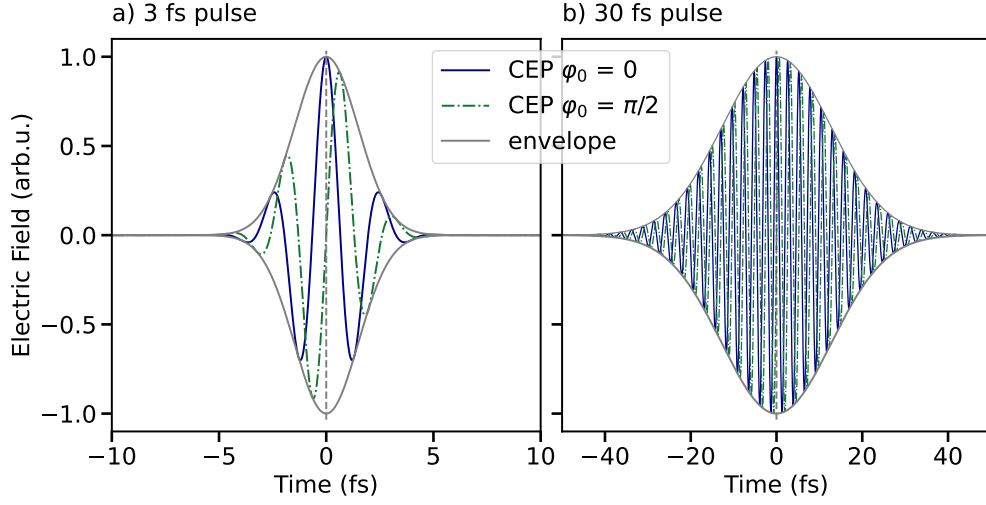 a) 3 fs pulse
b) 30 fs pulse
CEP φ₀ = 0
CEP φ₀ = π/2
envelope
Electric Field (arb.u.)
1.0
0.5
0.0
−0.5
−1.0
−10 −5 0 5 10
−40 −20 0 20 40
Time (fs)
Time (fs)